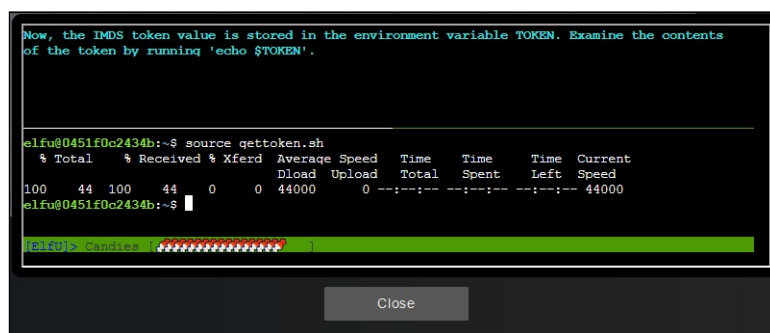 Now, the IMDS token value is stored in the environment variable TOKEN. Examine the contents
of the token by running 'echo $TOKEN'.
elfu@0451f0c2434b:~$ source gettoken.sh
% Total % Received % Xferd Average Speed Time Time Time Current
Dload Upload Total Spent Left Speed
100 44 100 44 0 0 44000 0 --:--:-- --:--:-- --:--:-- 44000
elfu@0451f0c2434b:~$
[ElfU]> Candies [ ]
Close